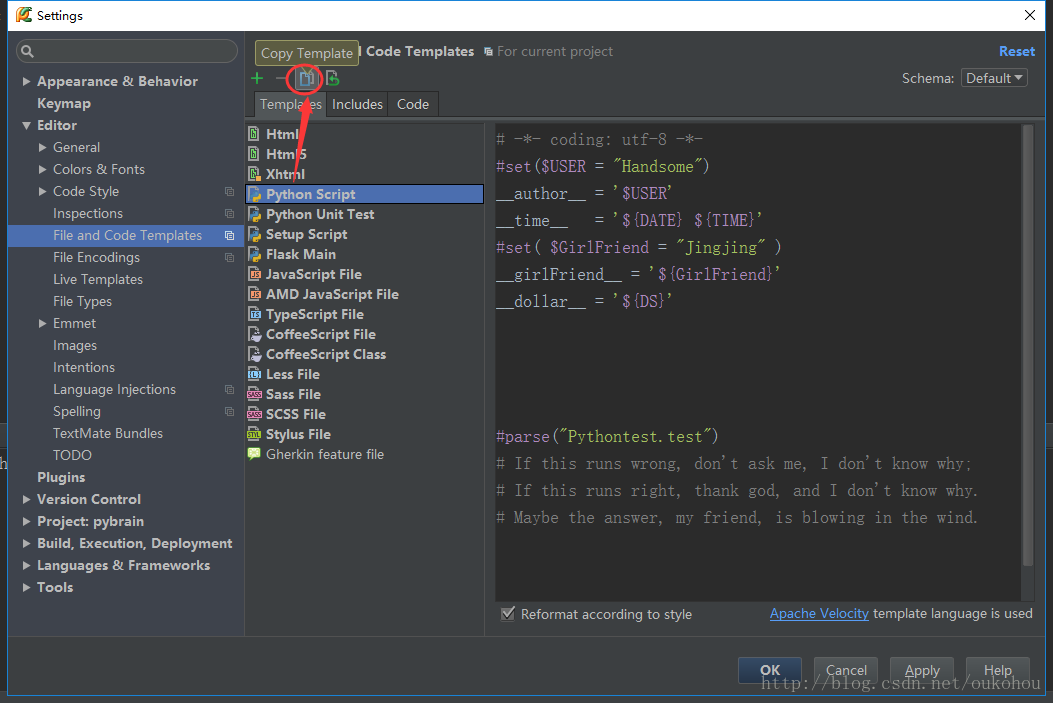 Settings
Copy Template
Code Templates
For current project
Reset
Schema: Default
Templates Includes Code
Appearance & Behavior
Keymap
Editor
General
Colors & Fonts
Code Style
Inspections
File and Code Templates
File Encodings
Live Templates
File Types
Emmet
Images
Intentions
Language Injections
Spelling
TextMate Bundles
TODO
Plugins
Version Control
Project: pybrain
Build, Execution, Deployment
Languages & Frameworks
Tools
Html
Html5
Xhtml
Python Script
Python Unit Test
Setup Script
Flask Main
JavaScript File
AMD JavaScript File
TypeScript File
CoffeeScript File
CoffeeScript Class
Less File
Sass File
SCSS File
Stylus File
Gherkin feature file
# -*- coding: utf-8 -*-
#set($USER = "Handsome")
__author__ = '$USER'
__time__ = '${DATE} ${TIME}'
#set( $GirlFriend = "Jingjing" )
__girlFriend__ = '${GirlFriend}'
__dollar__ = '${DS}'
#parse("Pythontest.test")
# If this runs wrong, don't ask me, I don't know why;
# If this runs right, thank god, and I don't know why.
# Maybe the answer, my friend, is blowing in the wind.
Reformat according to style
Apache Velocity template language is used
OK Cancel Apply Help
http://blog.csdn.net/oukohou